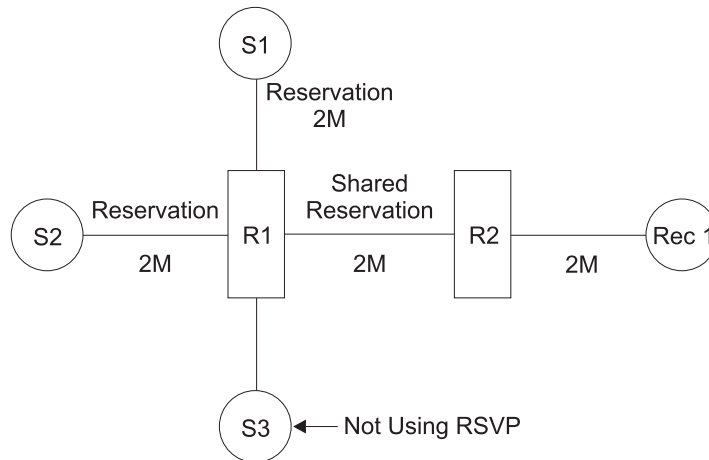 S1
Reservation
2M
Shared
Reservation
Reservation
S2
R1
R2
Rec 1
2M
2M
2M
S3
Not Using RSVP